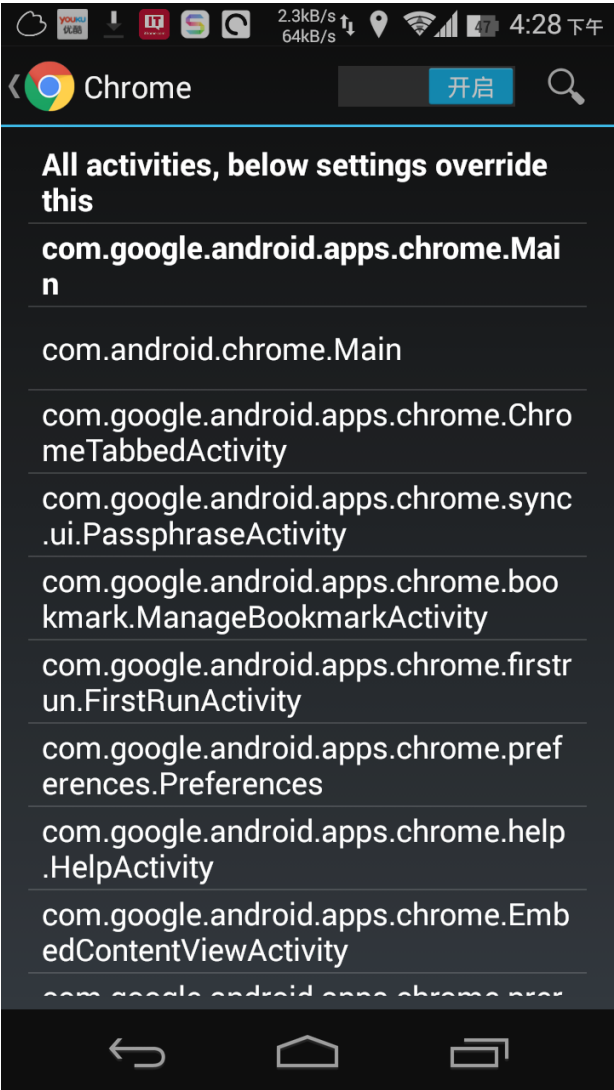 YOUKU
优酷
IT
2.3kB/s
64kB/s
47
4:28 下午
Chrome
开启
All activities, below settings override
this
com.google.android.apps.chrome.Mai
n
com.android.chrome.Main
com.google.android.apps.chrome.Chro
meTabbedActivity
com.google.android.apps.chrome.sync
.ui.PassphraseActivity
com.google.android.apps.chrome.boo
kmark.ManageBookmarkActivity
com.google.android.apps.chrome.firstr
un.FirstRunActivity
com.google.android.apps.chrome.pref
erences.Preferences
com.google.android.apps.chrome.help
.HelpActivity
com.google.android.apps.chrome.Emb
edContentViewActivity